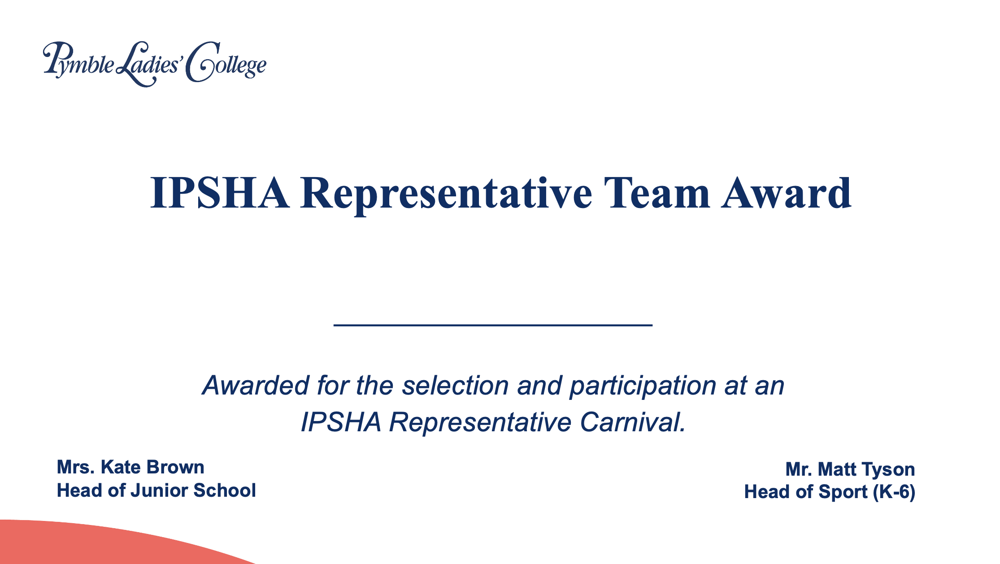 Pymble Ladies' College
IPSHA Representative Team Award
Awarded for the selection and participation at an
IPSHA Representative Carnival.
Mrs. Kate Brown
Head of Junior School
Mr. Matt Tyson
Head of Sport (K-6)